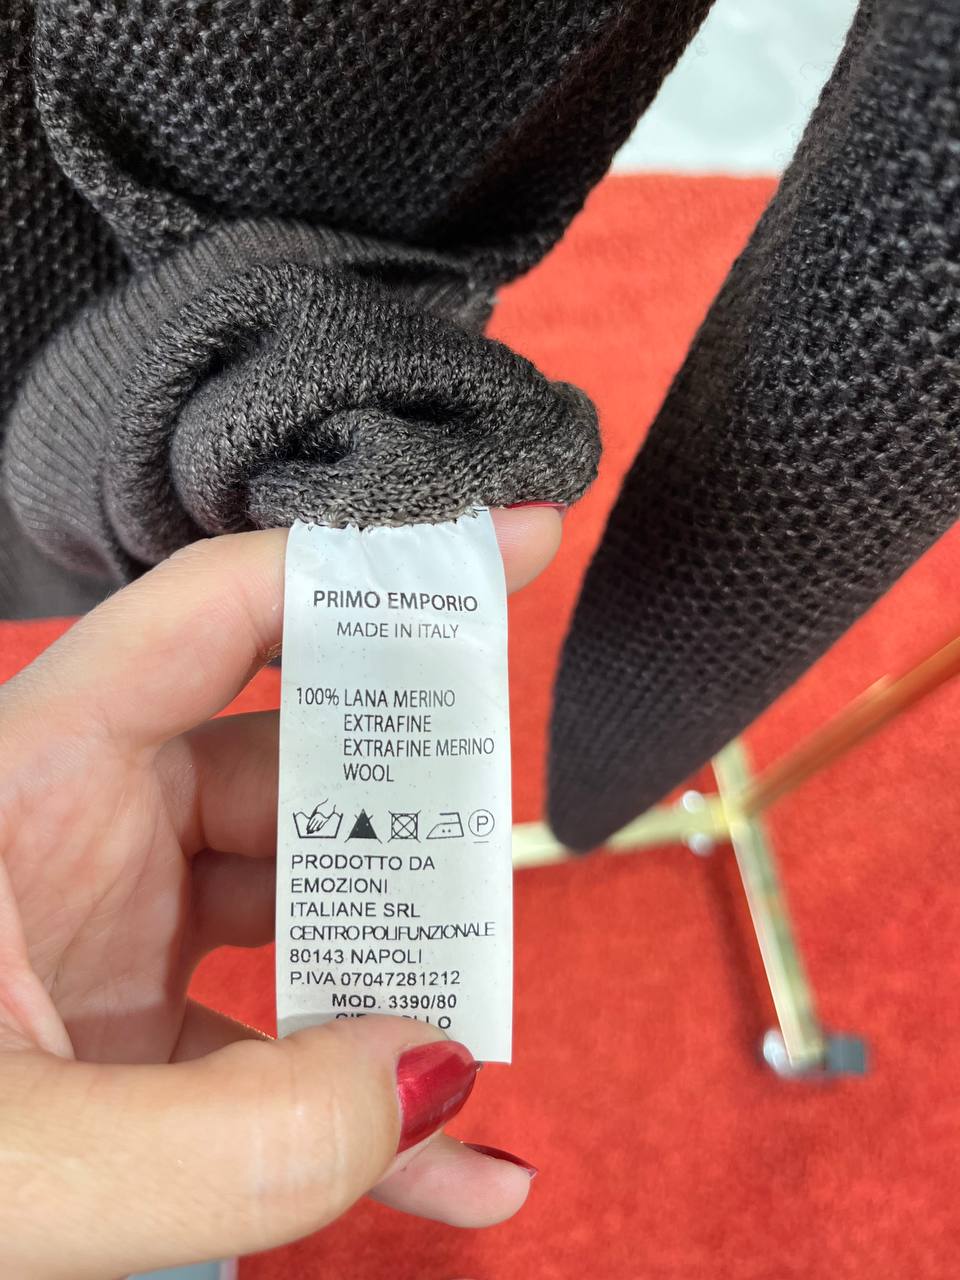 PRIMO EMPORIO
MADE IN ITALY
100% LANA MERINO
EXTRAFINE
EXTRAFINE MERINO
WOOL
P
PRODOTTO DA
EMOZIONI
ITALIANE SRL
CENTRO POLIFUNZIONALE
80143 NAPOLI
P.IVA 07047281212
MOD. 3390/80